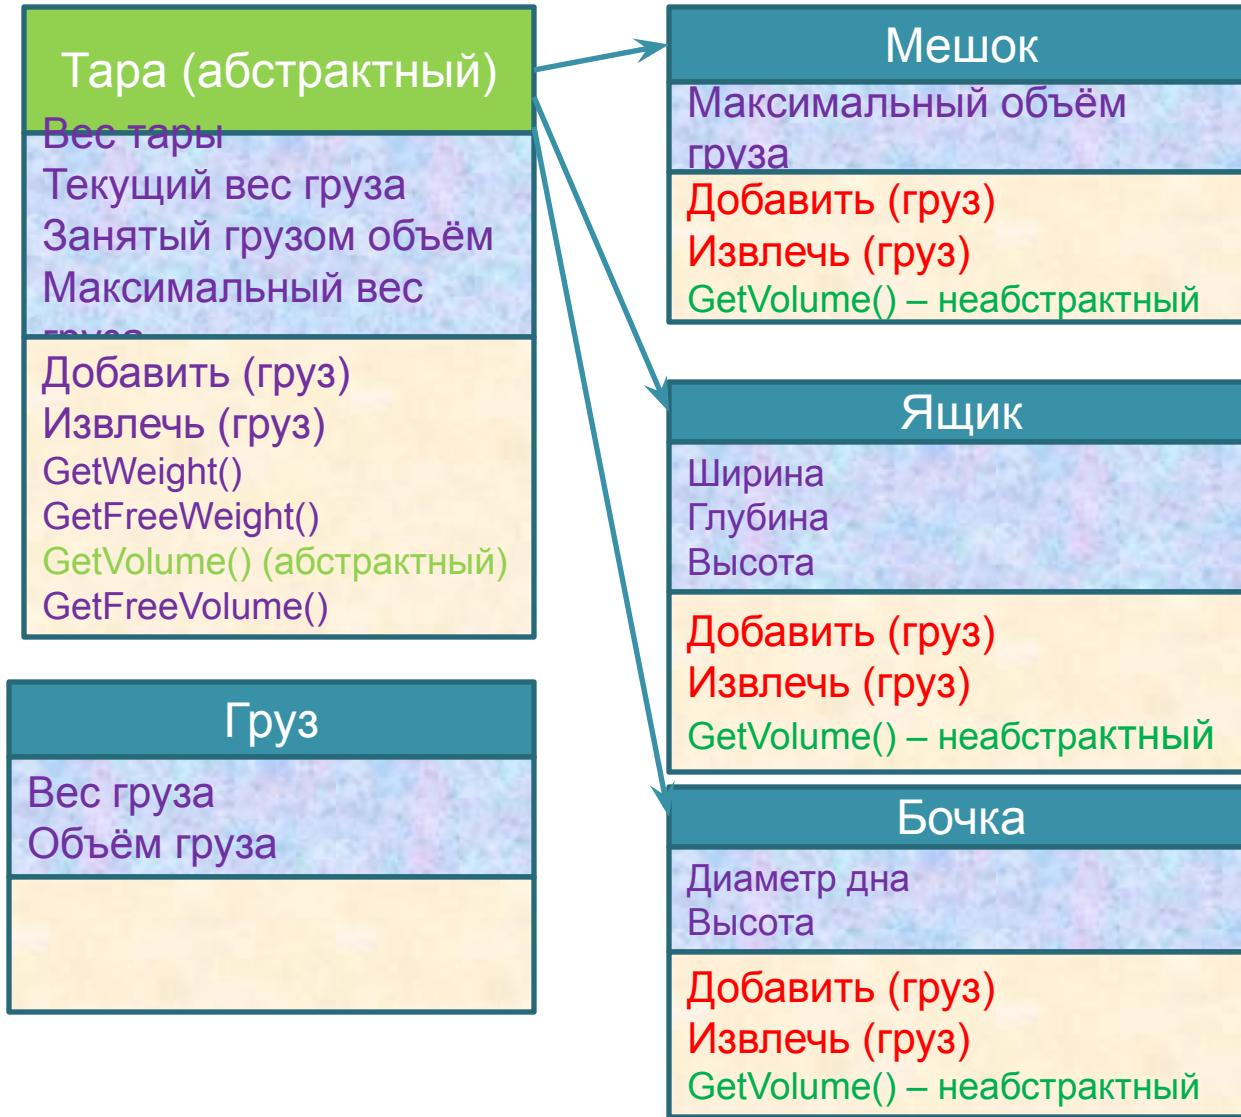 Тара (абстрактный)
Вес тары
Текущий вес груза
Занятый грузом объём
Максимальный вес
груза
Добавить (груз)
Извлечь (груз)
GetWeight()
GetFreeWeight()
GetVolume() (абстрактный)
GetFreeVolume()
Груз
Вес груза
Объём груза
Мешок
Максимальный объём
груза
Добавить (груз)
Извлечь (груз)
GetVolume() – неабстрактный
Ящик
Ширина
Глубина
Высота
Добавить (груз)
Извлечь (груз)
GetVolume() – неабстрактный
Бочка
Диаметр дна
Высота
Добавить (груз)
Извлечь (груз)
GetVolume() – неабстрактный